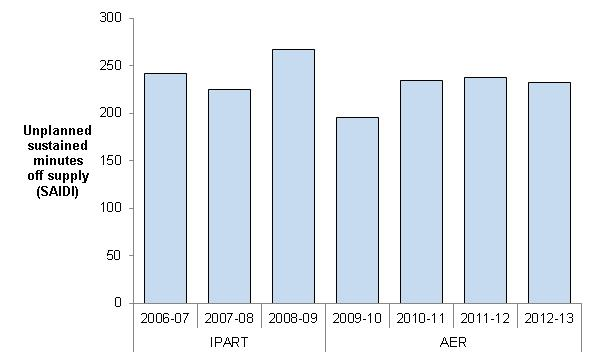 300
250
200
150
100
50
0
Unplanned
sustained
minutes
off supply
(SAIDI)
2006-07 2007-08 2008-09 2009-10 2010-11 2011-12 2012-13
IPART AER